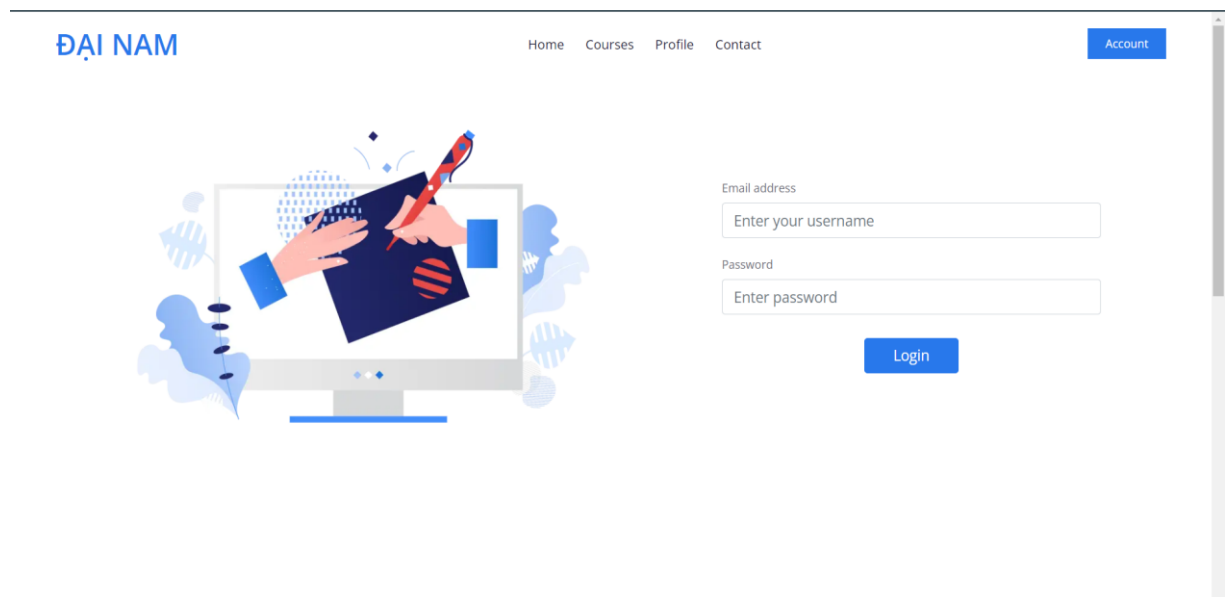 ĐẠI NAM
Home Courses Profile Contact
Account
Email address
Enter your username
Password
Enter password
Login